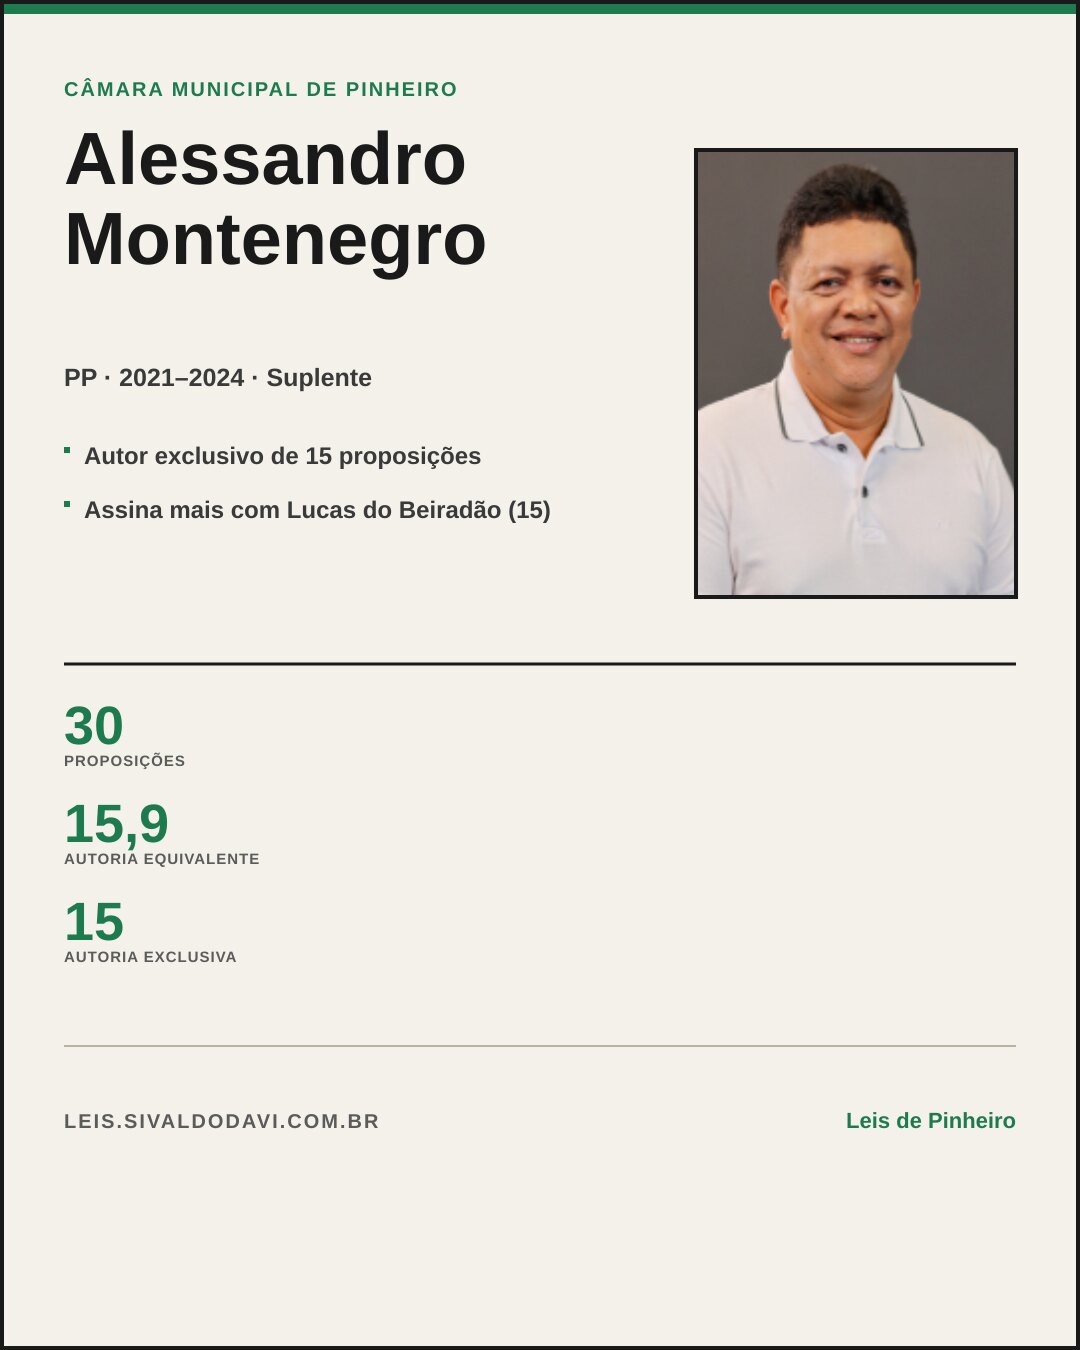 CÂMARA MUNICIPAL DE PINHEIRO
Alessandro
Montenegro
PP · 2021–2024 · Suplente
Autor exclusivo de 15 proposições
Assina mais com Lucas do Beiradão (15)
30
PROPOSIÇÕES
15,9
AUTORIA EQUIVALENTE
15
AUTORIA EXCLUSIVA
LEIS.SIVALDODAVI.COM.BR
Leis de Pinheiro